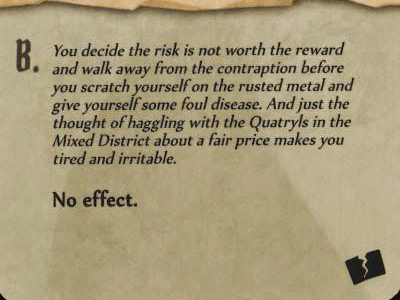 B. You decide the risk is not worth the reward
and walk away from the contraption before
you scratch yourself on the rusted metal and
give yourself some foul disease. And just the
thought of haggling with the Quatryls in the
Mixed District about a fair price makes you
tired and irritable.
No effect.